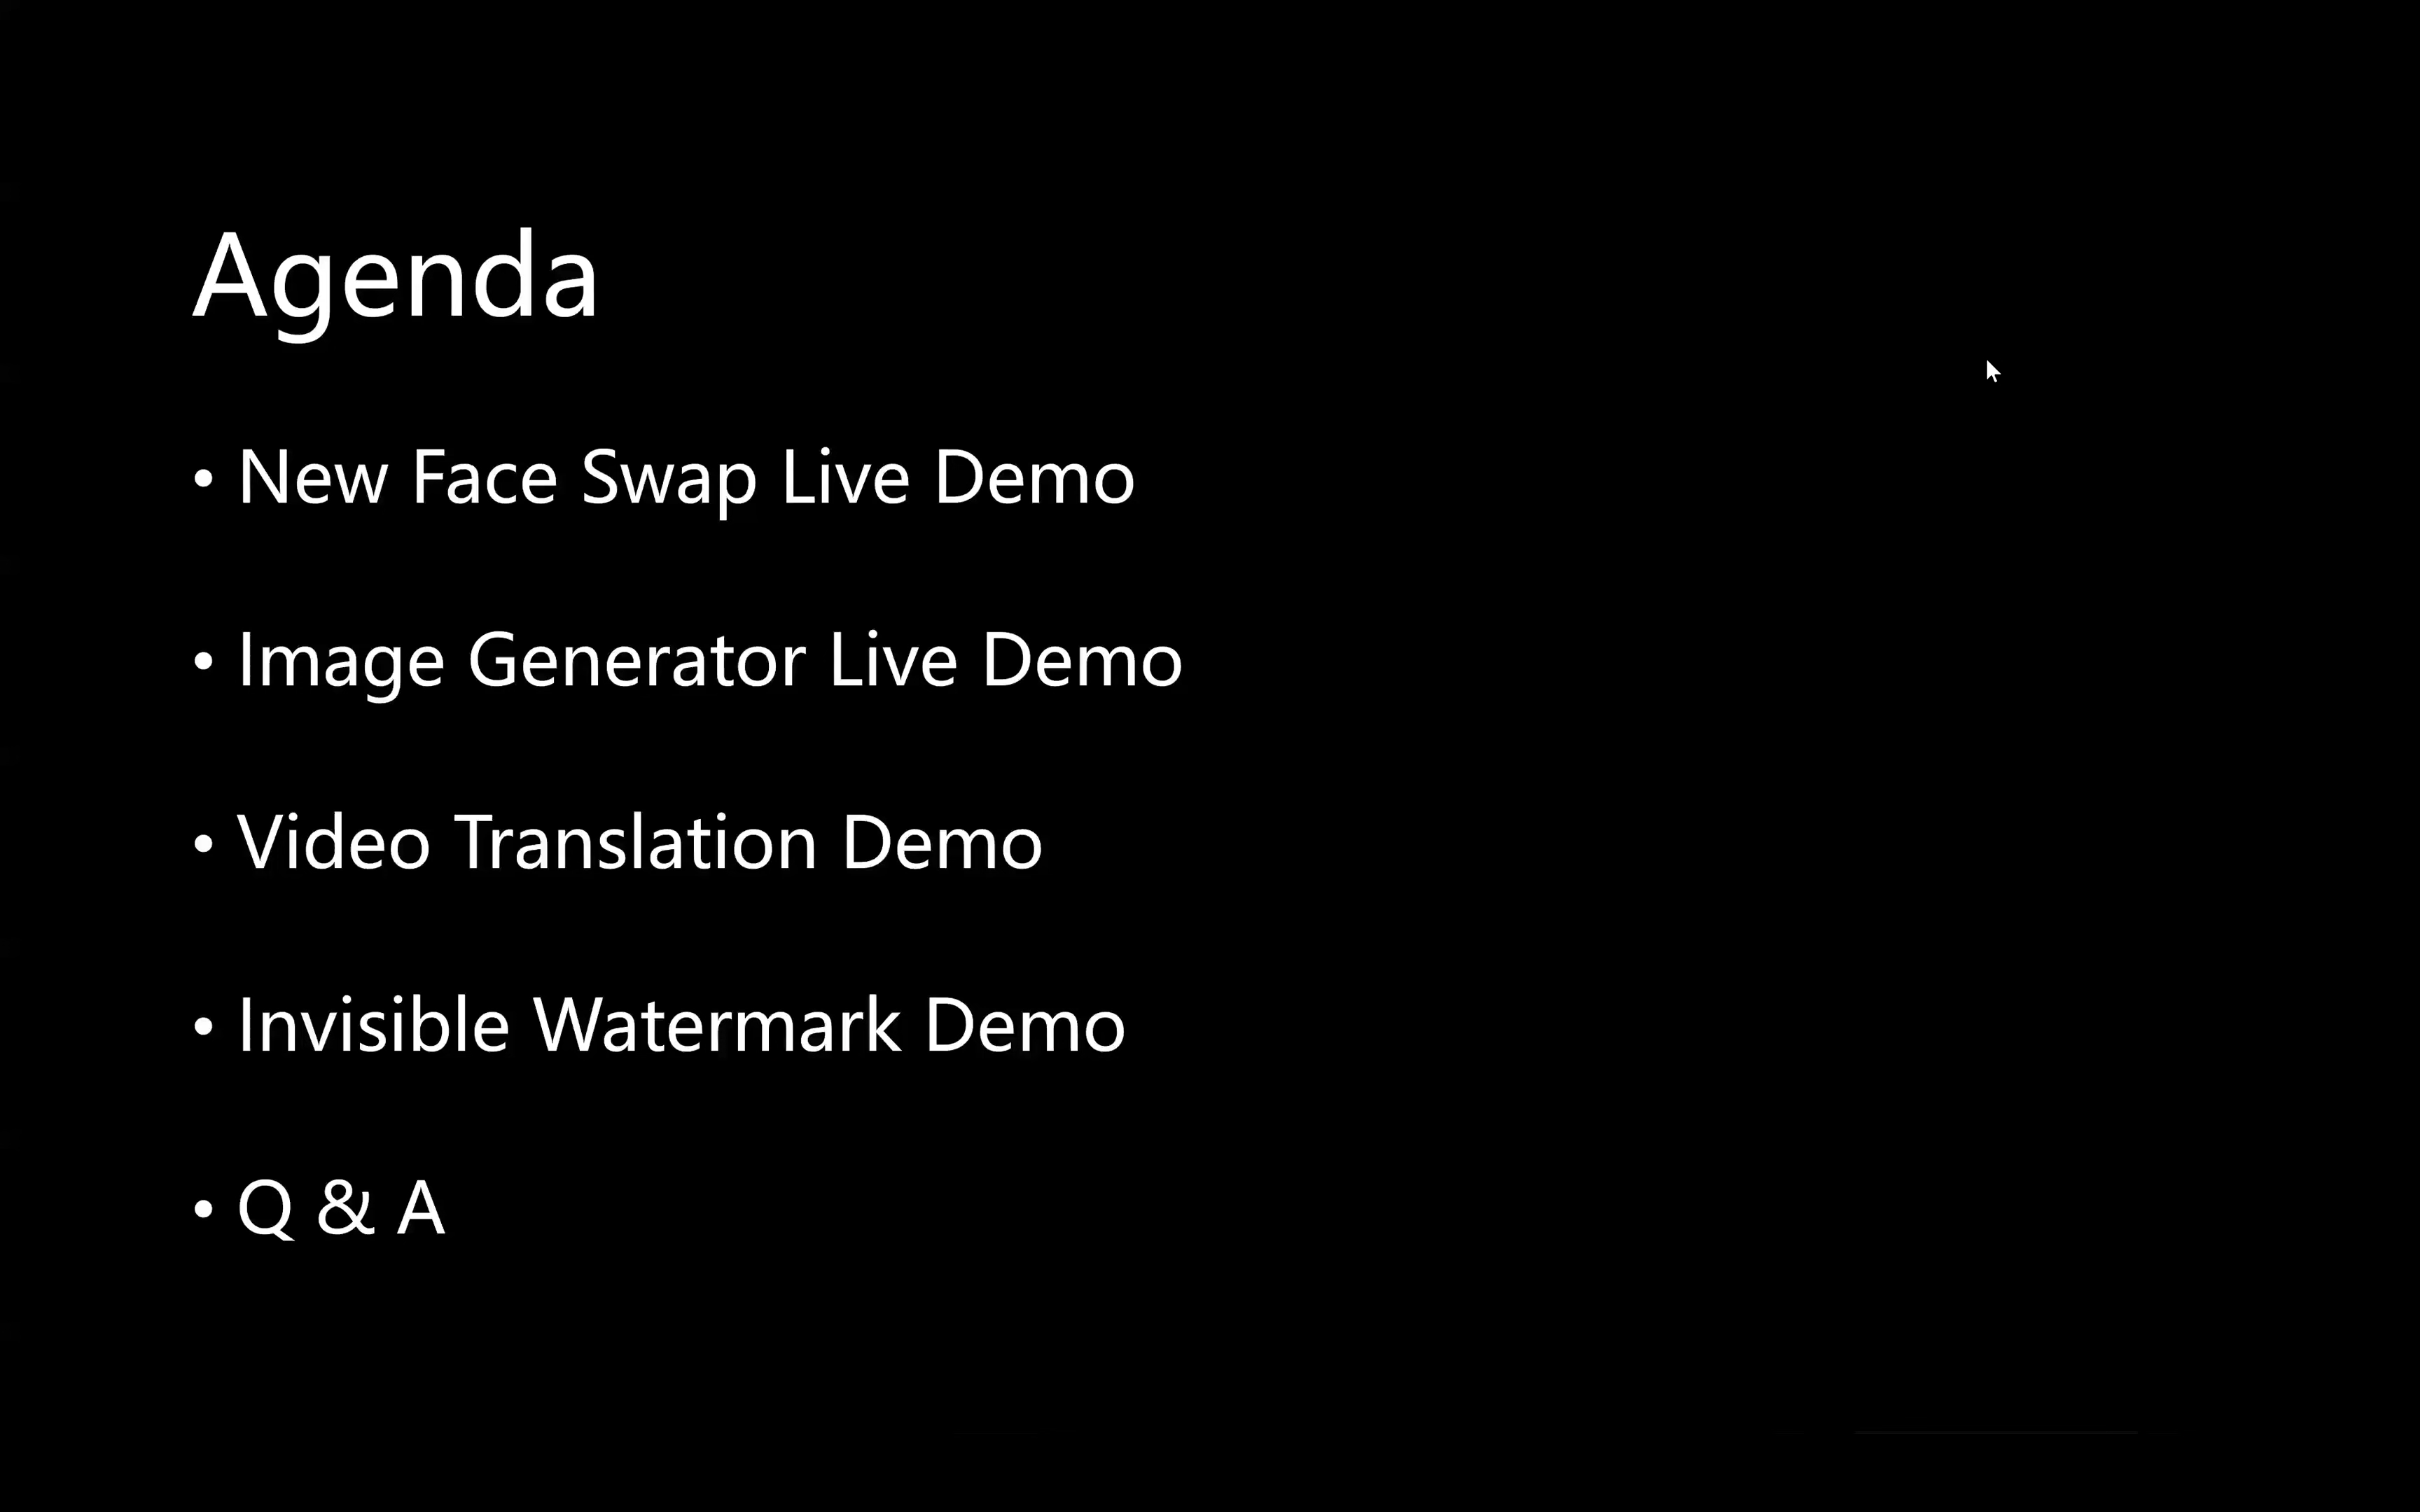 Agenda
• New Face Swap Live Demo
• Image Generator Live Demo
• Video Translation Demo
• Invisible Watermark Demo
• Q & A